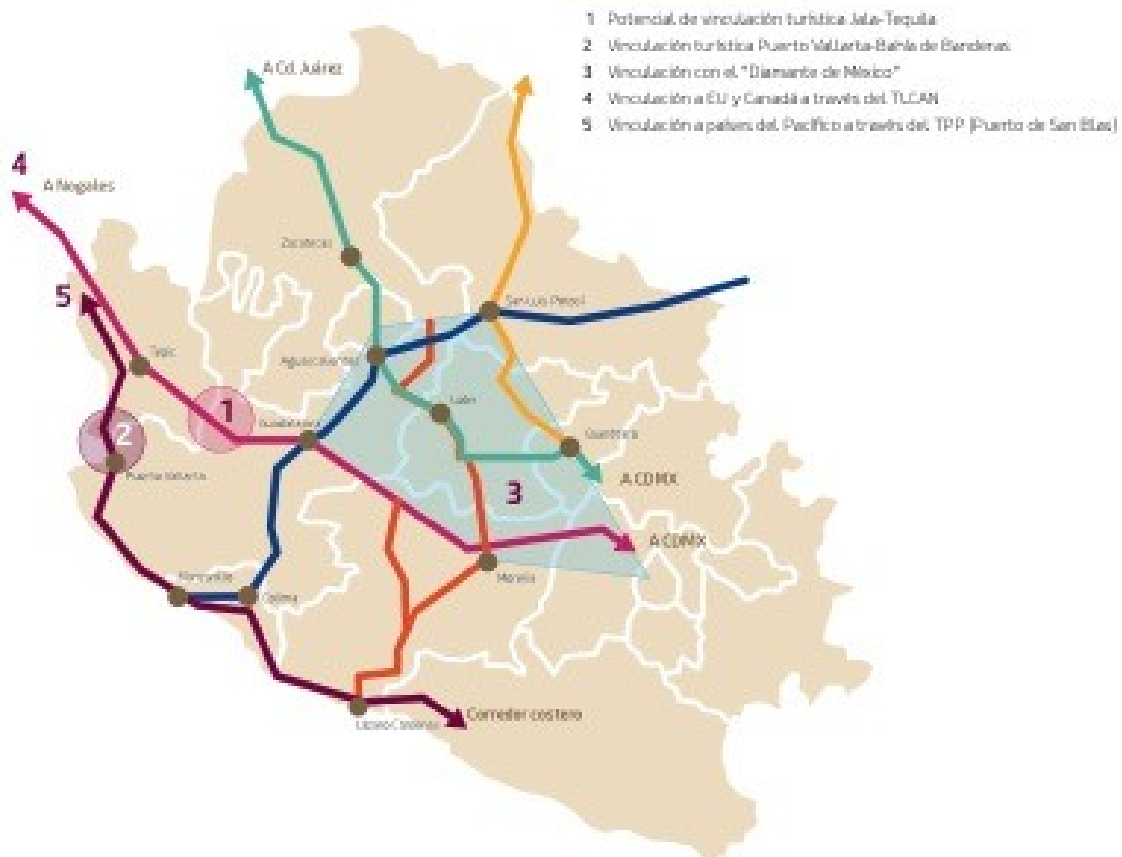 1 Potencial de vinculación turística Jala-Tequila
2 Vinculación turística Puerto Vallarta-Bahía de Banderas
3 Vinculación con el "Diamante de México"
4 Vinculación a EU y Canadá a través del TLCAN
5 Vinculación a países del Pacífico a través del TPP (Puerto de San Blas)
A Cd. Juárez
4
A Nogales
Zacatecas
5
San Luis Potosí
Tepic
Aguascalientes
León
1
Guadalajara
2
Querétaro
Puerto Vallarta
A CDMX
3
A CDMX
Manzanillo
Morelia
Colima
Corredor costero
Lázaro Cárdenas